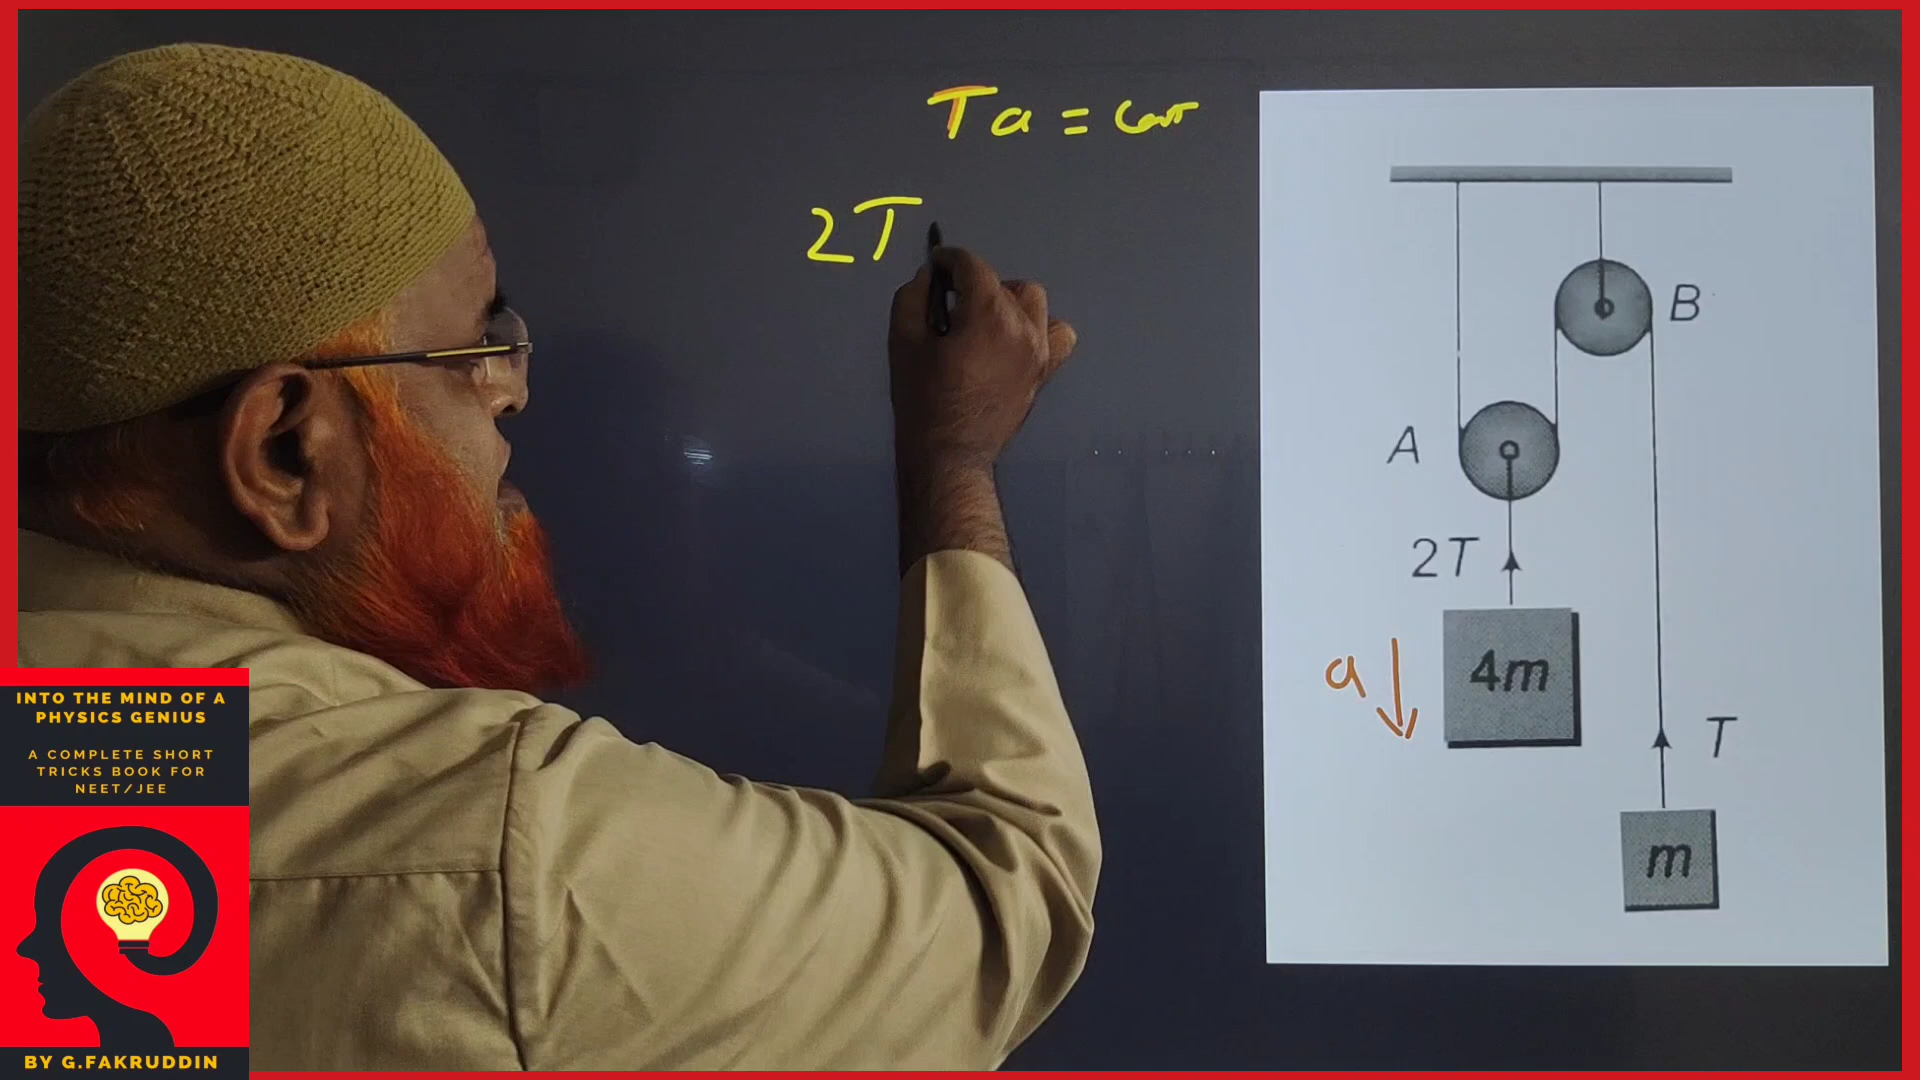 Ta = const
2T
B
A
2T
a
4m
T
m
INTO THE MIND OF A
PHYSICS GENIUS
A COMPLETE SHORT
TRICKS BOOK FOR
NEET/JEE
BY G.FAKRUDDIN